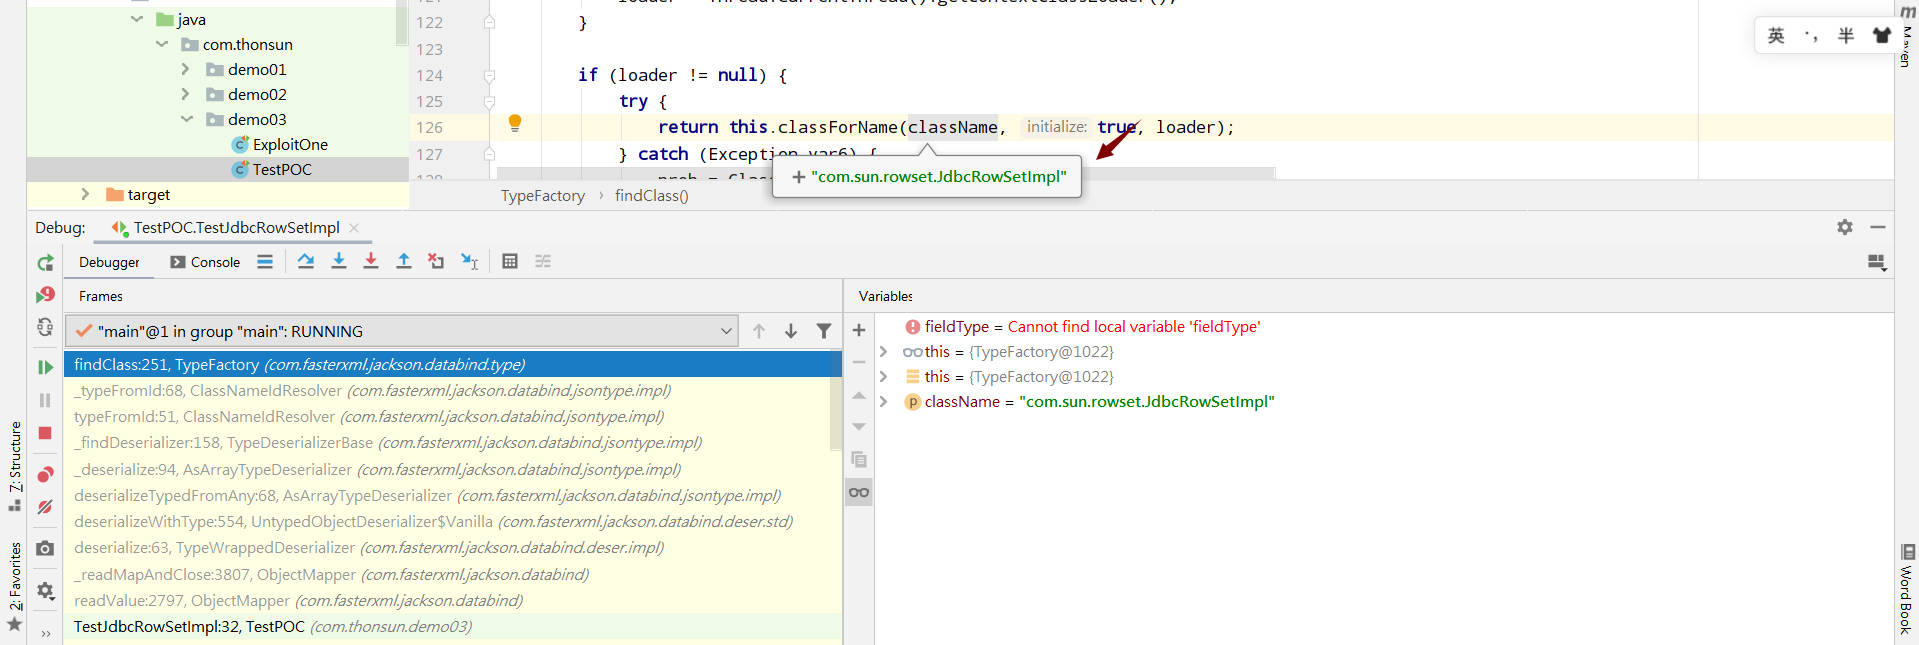 java
com.thonsun
demo01
demo02
demo03
ExploitOne
TestPOC
target
122 }
123
124 if (loader != null) {
125 try {
126 return this.classForName(className, initialize: true, loader);
127 } catch (Exception var6) {
"com.sun.rowset.JdbcRowSetImpl"
TypeFactory › findClass()
英 ·, 半
Maven
Debug: TestPOC.TestJdbcRowSetImpl
Debugger Console
Frames
"main"@1 in group "main": RUNNING
findClass:251, TypeFactory (com.fasterxml.jackson.databind.type)
_typeFromId:68, ClassNameIdResolver (com.fasterxml.jackson.databind.jsontype.impl)
typeFromId:51, ClassNameIdResolver (com.fasterxml.jackson.databind.jsontype.impl)
_findDeserializer:158, TypeDeserializerBase (com.fasterxml.jackson.databind.jsontype.impl)
_deserialize:94, AsArrayTypeDeserializer (com.fasterxml.jackson.databind.jsontype.impl)
deserializeTypedFromAny:68, AsArrayTypeDeserializer (com.fasterxml.jackson.databind.jsontype.impl)
deserializeWithType:554, UntypedObjectDeserializer$Vanilla (com.fasterxml.jackson.databind.deser.std)
deserialize:63, TypeWrappedDeserializer (com.fasterxml.jackson.databind.deser.impl)
_readMapAndClose:3807, ObjectMapper (com.fasterxml.jackson.databind)
readValue:2797, ObjectMapper (com.fasterxml.jackson.databind)
TestJdbcRowSetImpl:32, TestPOC (com.thonsun.demo03)
Variables
fieldType = Cannot find local variable 'fieldType'
this = {TypeFactory@1022}
this = {TypeFactory@1022}
className = "com.sun.rowset.JdbcRowSetImpl"
7: Structure
2: Favorites
Word Book